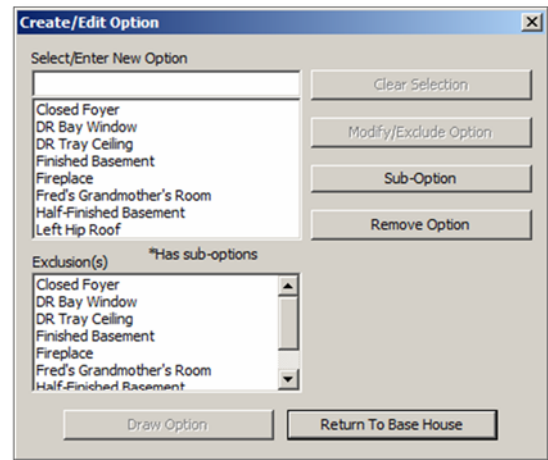 Create/Edit Option
Select/Enter New Option
Clear Selection
Closed Foyer
DR Bay Window
DR Tray Ceiling
Finished Basement
Fireplace
Fred's Grandmother's Room
Half-Finished Basement
Left Hip Roof
Modify/Exclude Option
Sub-Option
Remove Option
Exclusion(s)
*Has sub-options
Closed Foyer
DR Bay Window
DR Tray Ceiling
Finished Basement
Fireplace
Fred's Grandmother's Room
Half-Finished Basement
Draw Option
Return To Base House